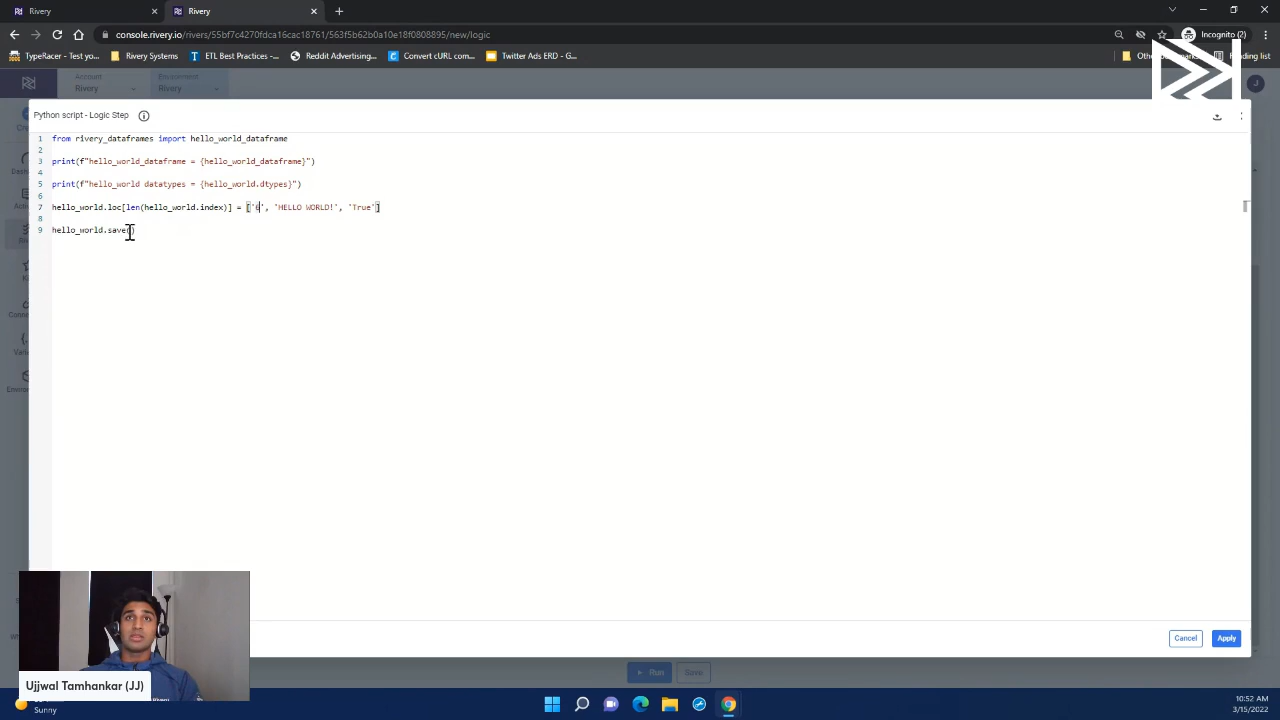 Rivery
Rivery
console.rivery.io/rivers/55bf7c4270dfca16cac18761/563f5b62b0a10e18f0808895/new/logic
Incognito (2)
TypeRacer - Test yo...
Rivery Systems
ETL Best Practices -...
Reddit Advertising...
Convert cURL com...
Twitter Ads ERD - G...
Reading list
Account
Environment
Rivery
Rivery
J
Python script - Logic Step
1 from rivery_dataframes import hello_world_dataframe
2
3 print(f"hello_world_dataframe = {hello_world_dataframe}")
4
5 print(f"hello_world datatypes = {hello_world.dtypes}")
6
7 hello_world.loc[len(hello_world.index)] = ['6', 'HELLO WORLD!', 'True']
8
9 hello_world.save()
Cancel
Apply
Run
Save
Ujjwal Tamhankar (JJ)
Sunny
10:52 AM
3/15/2022